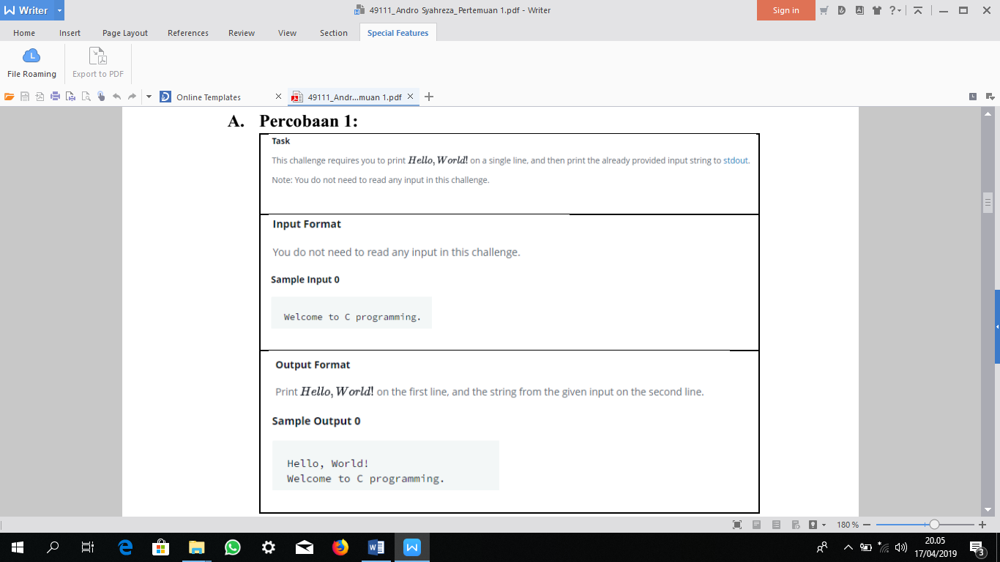 Writer
49111_Andro Syahreza_Pertemuan 1.pdf - Writer
Sign in
Home Insert Page Layout References Review View Section Special Features
File Roaming Export to PDF
Online Templates
49111_Andr...muan 1.pdf
A. Percobaan 1:
Task
This challenge requires you to print Hello, World! on a single line, and then print the already provided input string to stdout.
Note: You do not need to read any input in this challenge.
Input Format
You do not need to read any input in this challenge.
Sample Input 0
Welcome to C programming.
Output Format
Print Hello, World! on the first line, and the string from the given input on the second line.
Sample Output 0
Hello, World!
Welcome to C programming.
180 %
20.05
17/04/2019
3